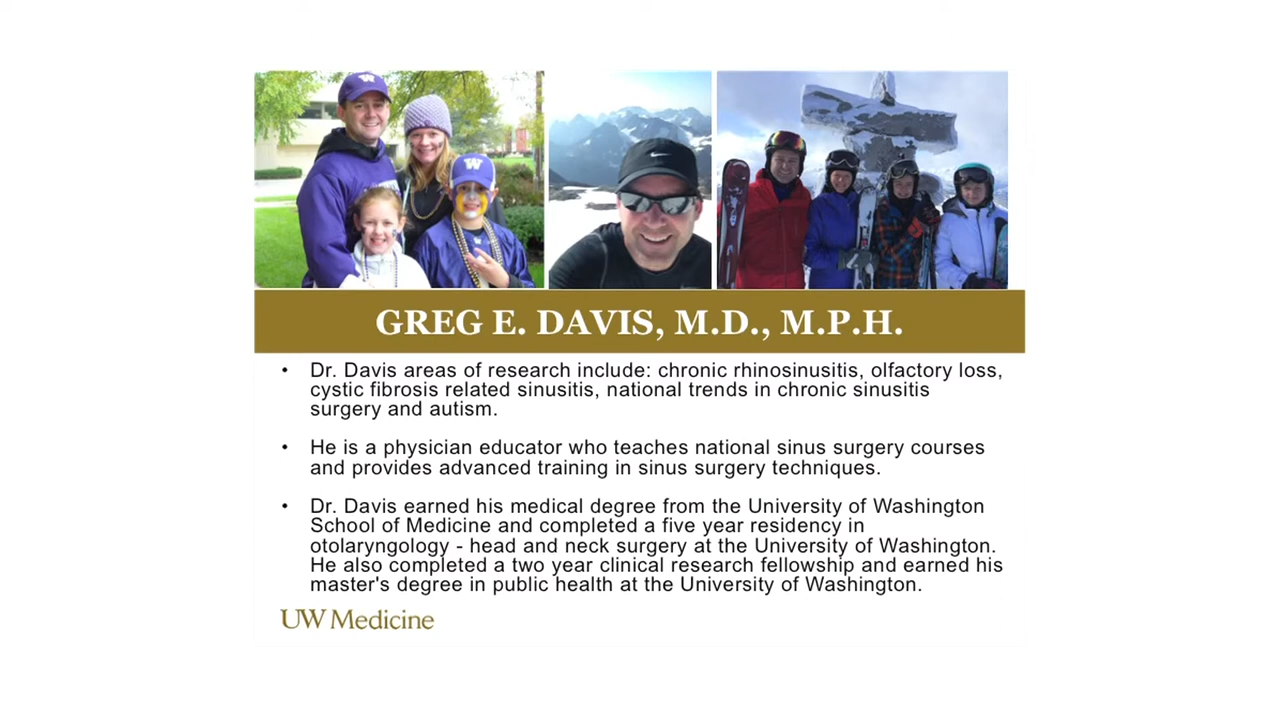 W
W
GREG E. DAVIS, M.D., M.P.H.
• Dr. Davis areas of research include: chronic rhinosinusitis, olfactory loss,
cystic fibrosis related sinusitis, national trends in chronic sinusitis
surgery and autism.
• He is a physician educator who teaches national sinus surgery courses
and provides advanced training in sinus surgery techniques.
• Dr. Davis earned his medical degree from the University of Washington
School of Medicine and completed a five year residency in
otolaryngology - head and neck surgery at the University of Washington.
He also completed a two year clinical research fellowship and earned his
master's degree in public health at the University of Washington.
UW Medicine